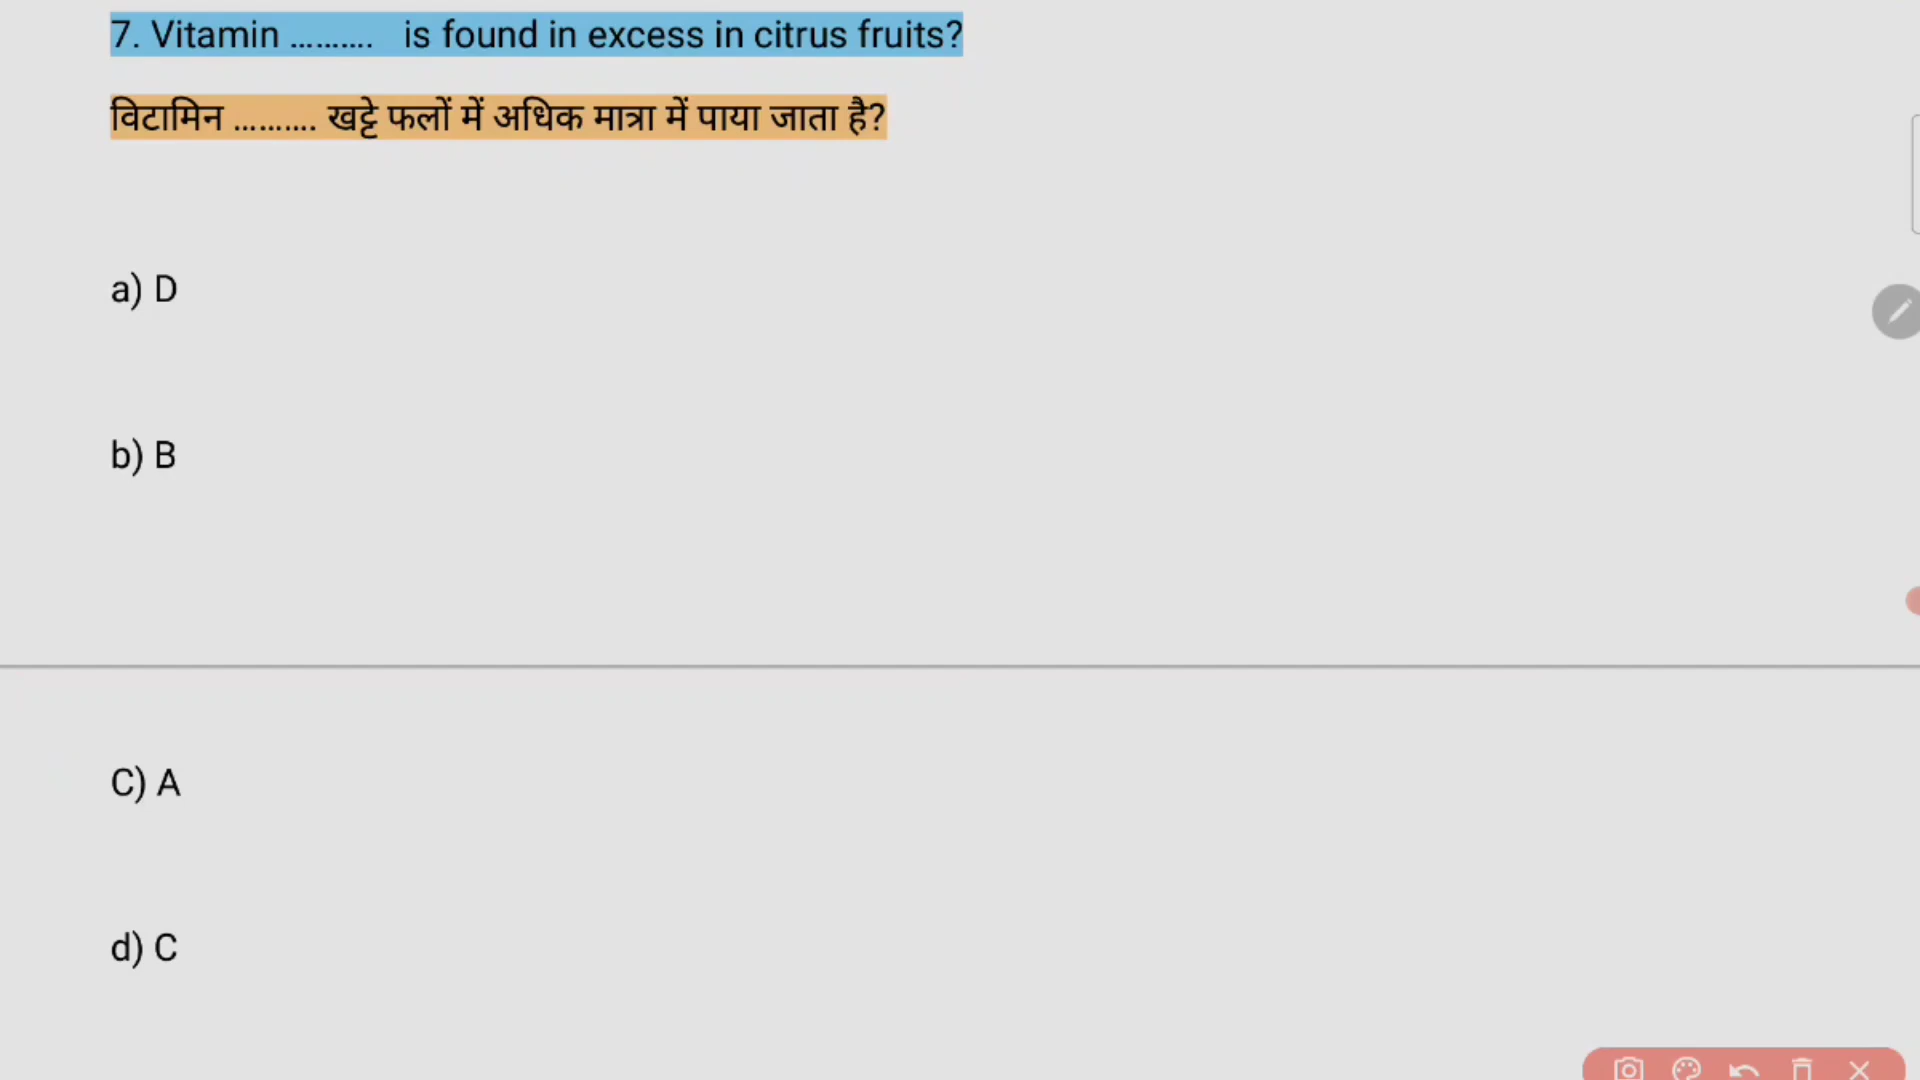 7. Vitamin .......... is found in excess in citrus fruits?
विटामिन .......... खट्टे फलों में अधिक मात्रा में पाया जाता है?
a) D
b) B
C) A
d) C